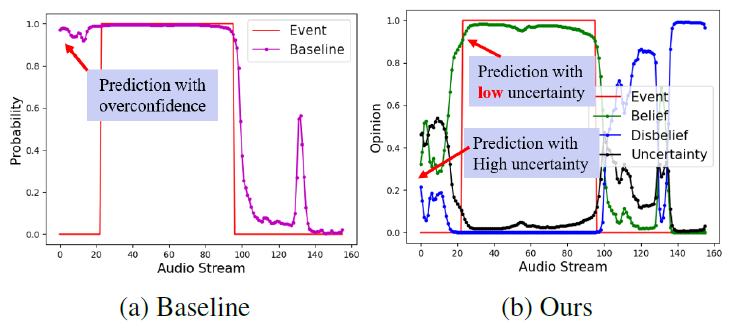 1.0
0.8
0.6
0.4
0.2
0.0
Probability
0 20 40 60 80 100 120 140 160
Audio Stream
Event
Baseline
Prediction with
overconfidence
(a) Baseline
1.0
0.8
0.6
0.4
0.2
0.0
Opinion
0 20 40 60 80 100 120 140 160
Audio Stream
Prediction with
low uncertainty
Prediction with
High uncertainty
Event
Belief
Disbelief
Uncertainty
(b) Ours